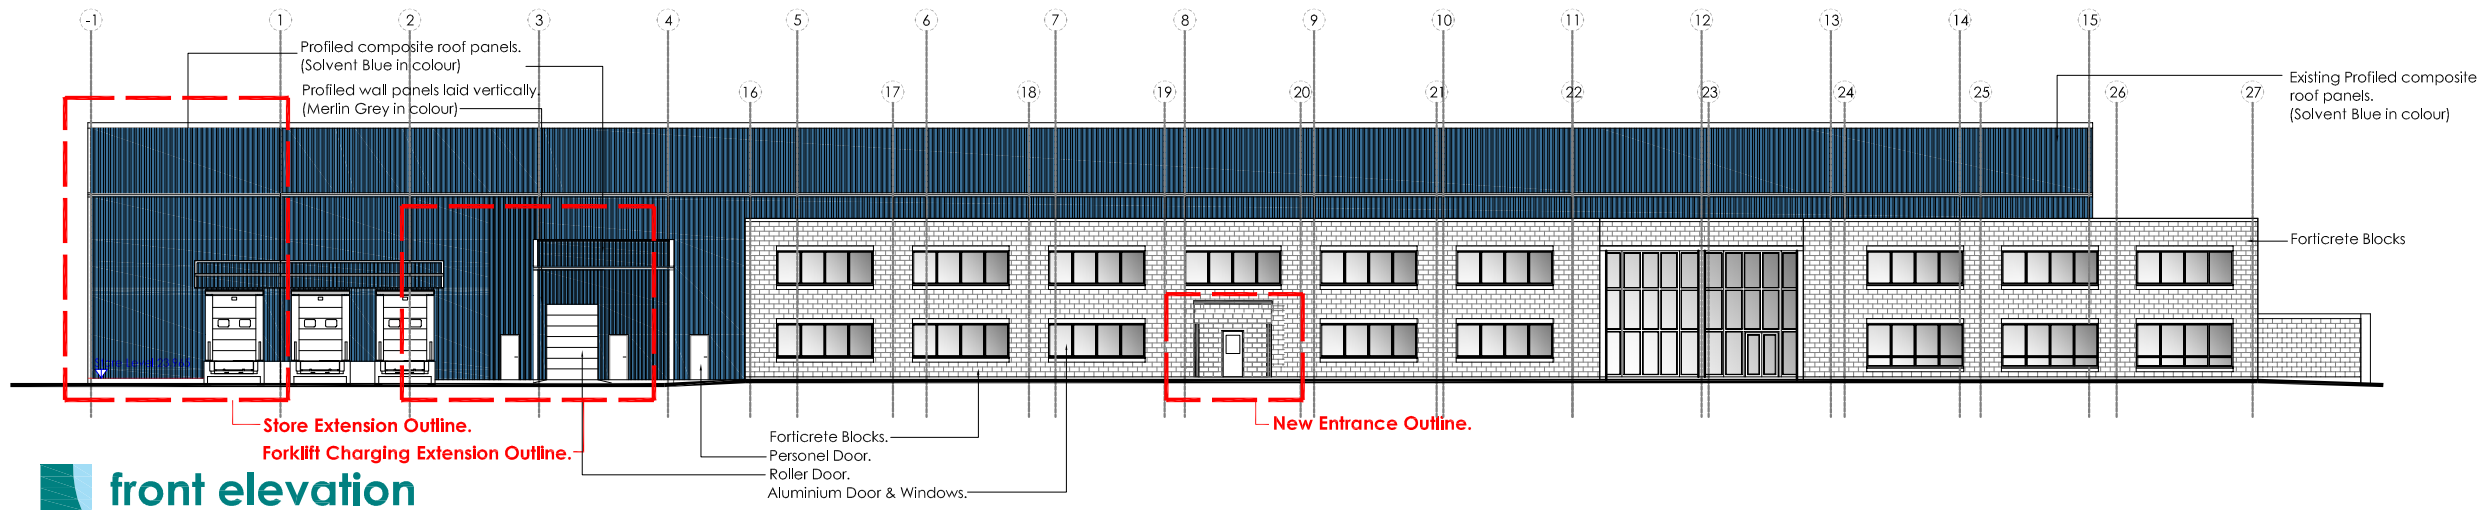 -1 1 2 3 4 5 6 7 8 9 10 11 12 13 14 15
Profiled composite roof panels.
(Solvent Blue in colour)
Profiled wall panels laid vertically.
(Merlin Grey in colour)
Existing Profiled composite
roof panels.
(Solvent Blue in colour)
16 17 18 19 20 21 22 23 24 25 26 27
Forticrete Blocks
Store Level 23.965
Store Extension Outline.
Forklift Charging Extension Outline.
New Entrance Outline.
Forticrete Blocks.
Personel Door.
Roller Door.
Aluminium Door & Windows.
front elevation